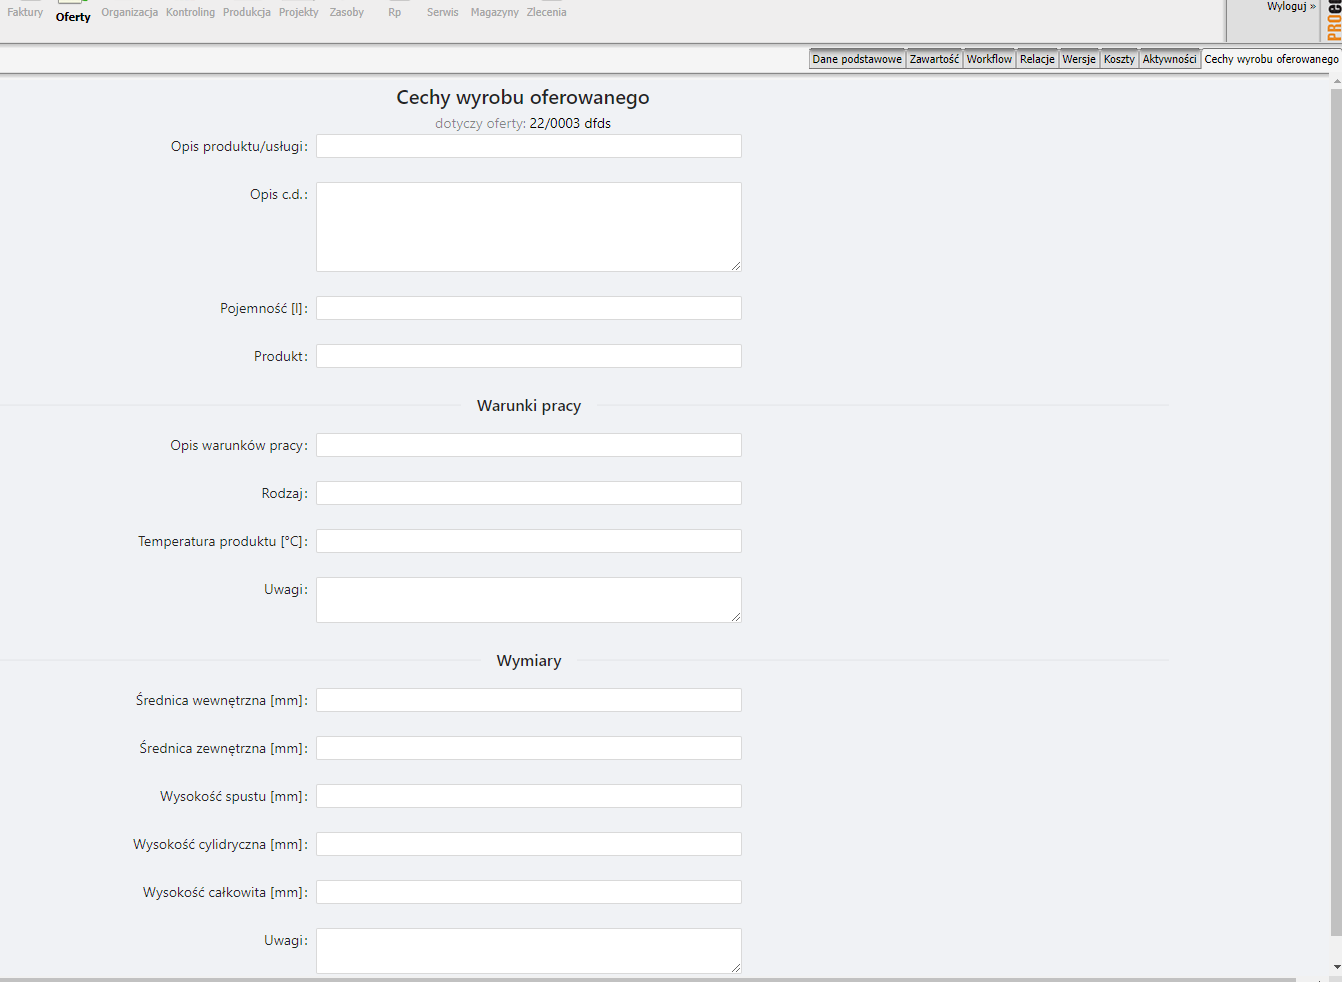 Faktury Oferty Organizacja Kontroling Produkcja Projekty Zasoby Rp Serwis Magazyny Zlecenia Wyloguj »
Dane podstawowe Zawartość Workflow Relacje Wersje Koszty Aktywności Cechy wyrobu oferowanego
Cechy wyrobu oferowanego
dotyczy oferty: 22/0003 dfds
Opis produktu/usługi:
Opis c.d.:
Pojemność [l]:
Produkt:
Warunki pracy
Opis warunków pracy:
Rodzaj:
Temperatura produktu [°C]:
Uwagi:
Wymiary
Średnica wewnętrzna [mm]:
Średnica zewnętrzna [mm]:
Wysokość spustu [mm]:
Wysokość cylidryczna [mm]:
Wysokość całkowita [mm]:
Uwagi: